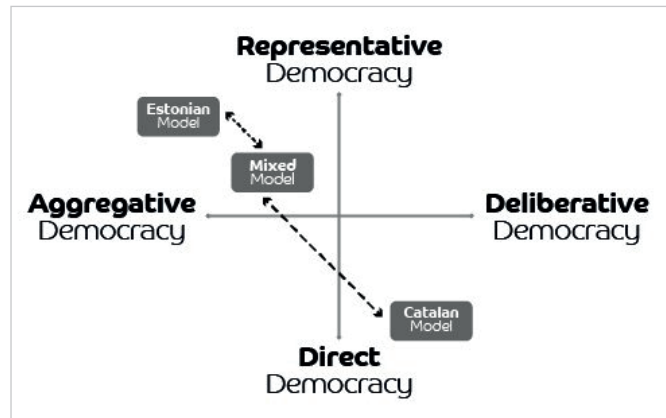 Representative
Democracy
Estonian
Model
Mixed
Model
Aggregative
Democracy
Deliberative
Democracy
Catalan
Model
Direct
Democracy